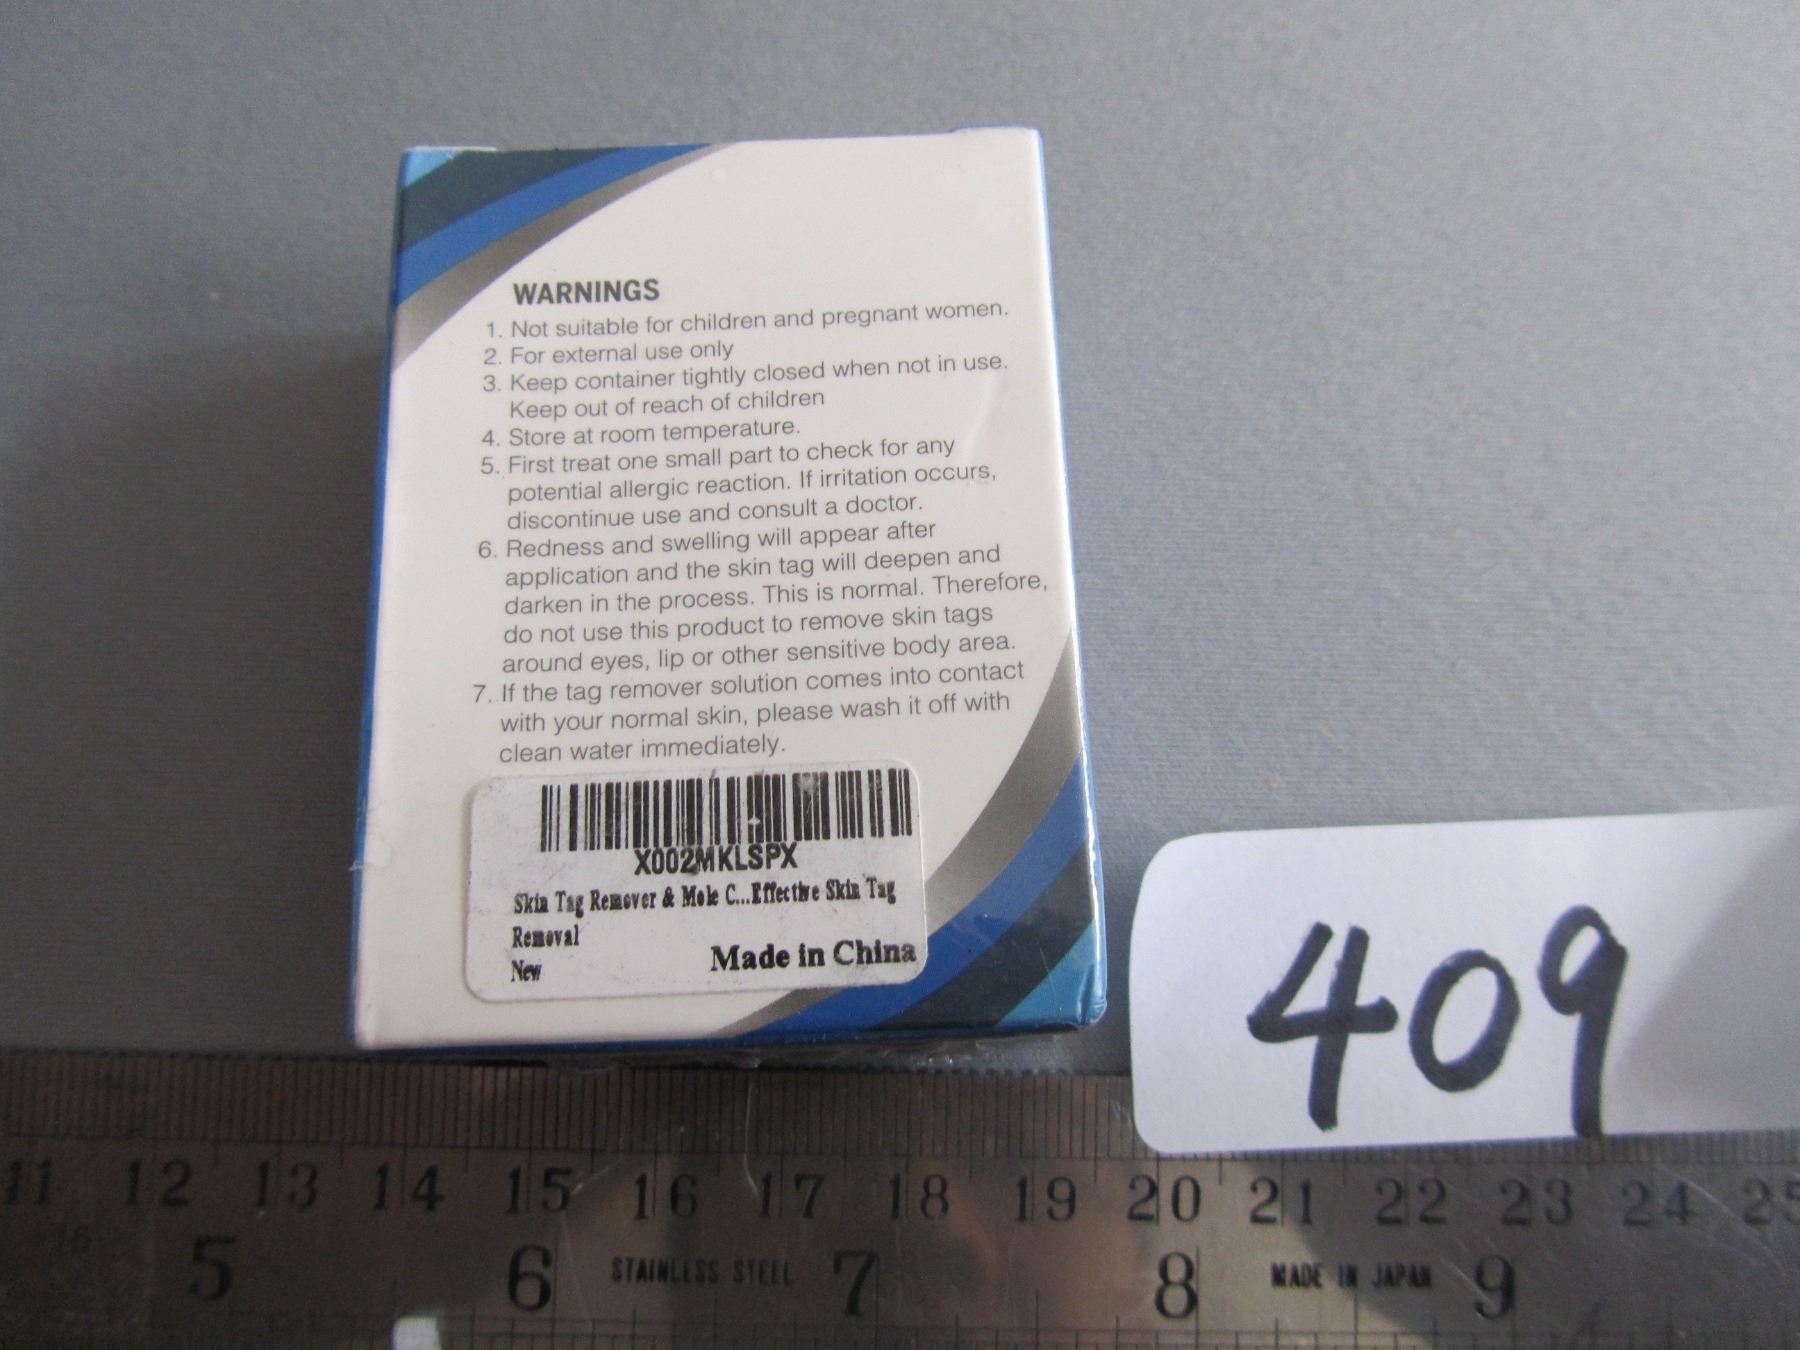 WARNINGS
1. Not suitable for children and pregnant women.
2. For external use only
3. Keep container tightly closed when not in use.
Keep out of reach of children
4. Store at room temperature.
5. First treat one small part to check for any
potential allergic reaction. If irritation occurs,
discontinue use and consult a doctor.
6. Redness and swelling will appear after
application and the skin tag will deepen and
darken in the process. This is normal. Therefore,
do not use this product to remove skin tags
around eyes, lip or other sensitive body area.
7. If the tag remover solution comes into contact
with your normal skin, please wash it off with
clean water immediately.
X002MKLSPX
Skin Tag Remover & Mole C...Effective Skin Tag
Removal
New
Made in China
409
11 12 13 14 15 16 17 18 19 20 21 22 23 24 25
5 6 STAINLESS STEEL 7 8 MADE IN JAPAN 9